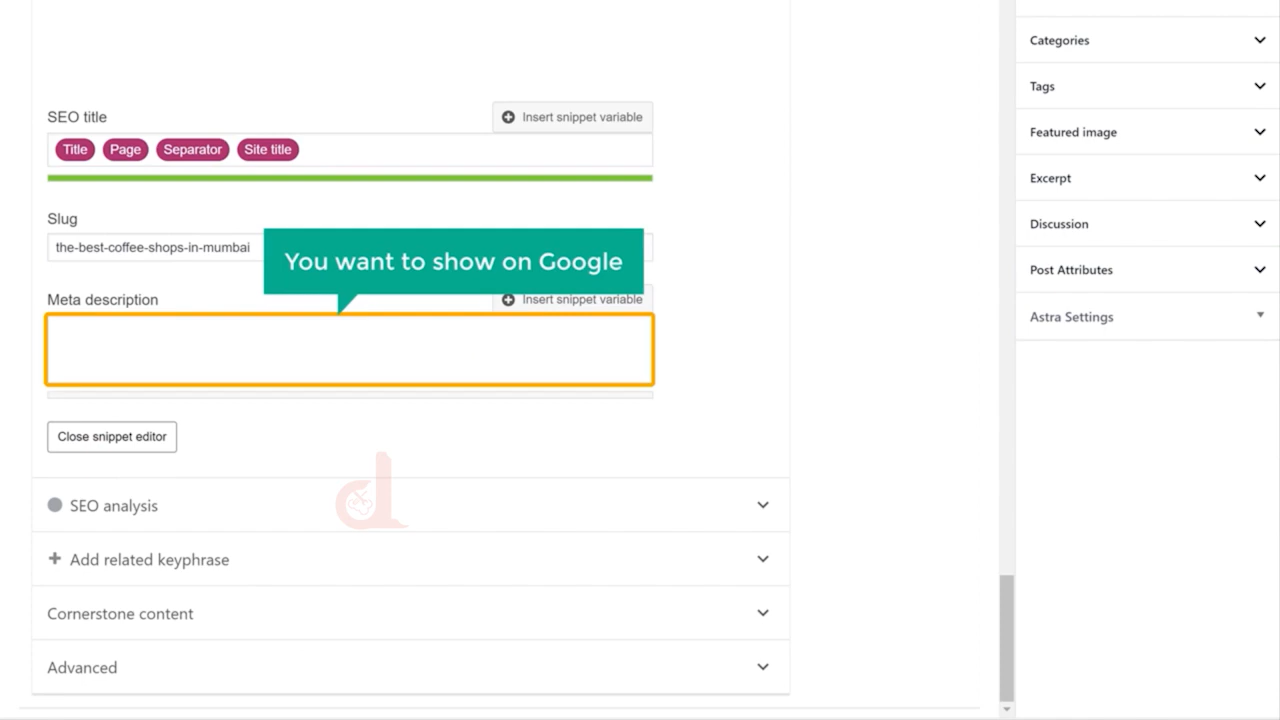 SEO title
Insert snippet variable
Title Page Separator Site title
Slug
the-best-coffee-shops-in-mumbai
You want to show on Google
Meta description
Insert snippet variable
Close snippet editor
SEO analysis
Add related keyphrase
Cornerstone content
Advanced
Categories
Tags
Featured image
Excerpt
Discussion
Post Attributes
Astra Settings